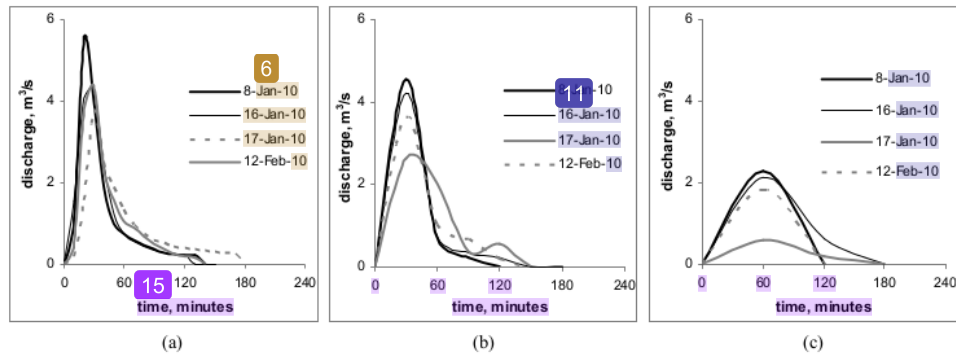 6
4
2
0
discharge, m³/s
0 60 120 180 240
time, minutes
6
8-Jan-10
16-Jan-10
17-Jan-10
12-Feb-10
15
(a)
6
4
2
0
discharge, m³/s
0 60 120 180 240
time, minutes
11
8-Jan-10
16-Jan-10
17-Jan-10
12-Feb-10
(b)
6
4
2
0
discharge, m³/s
0 60 120 180 240
time, minutes
8-Jan-10
16-Jan-10
17-Jan-10
12-Feb-10
(c)